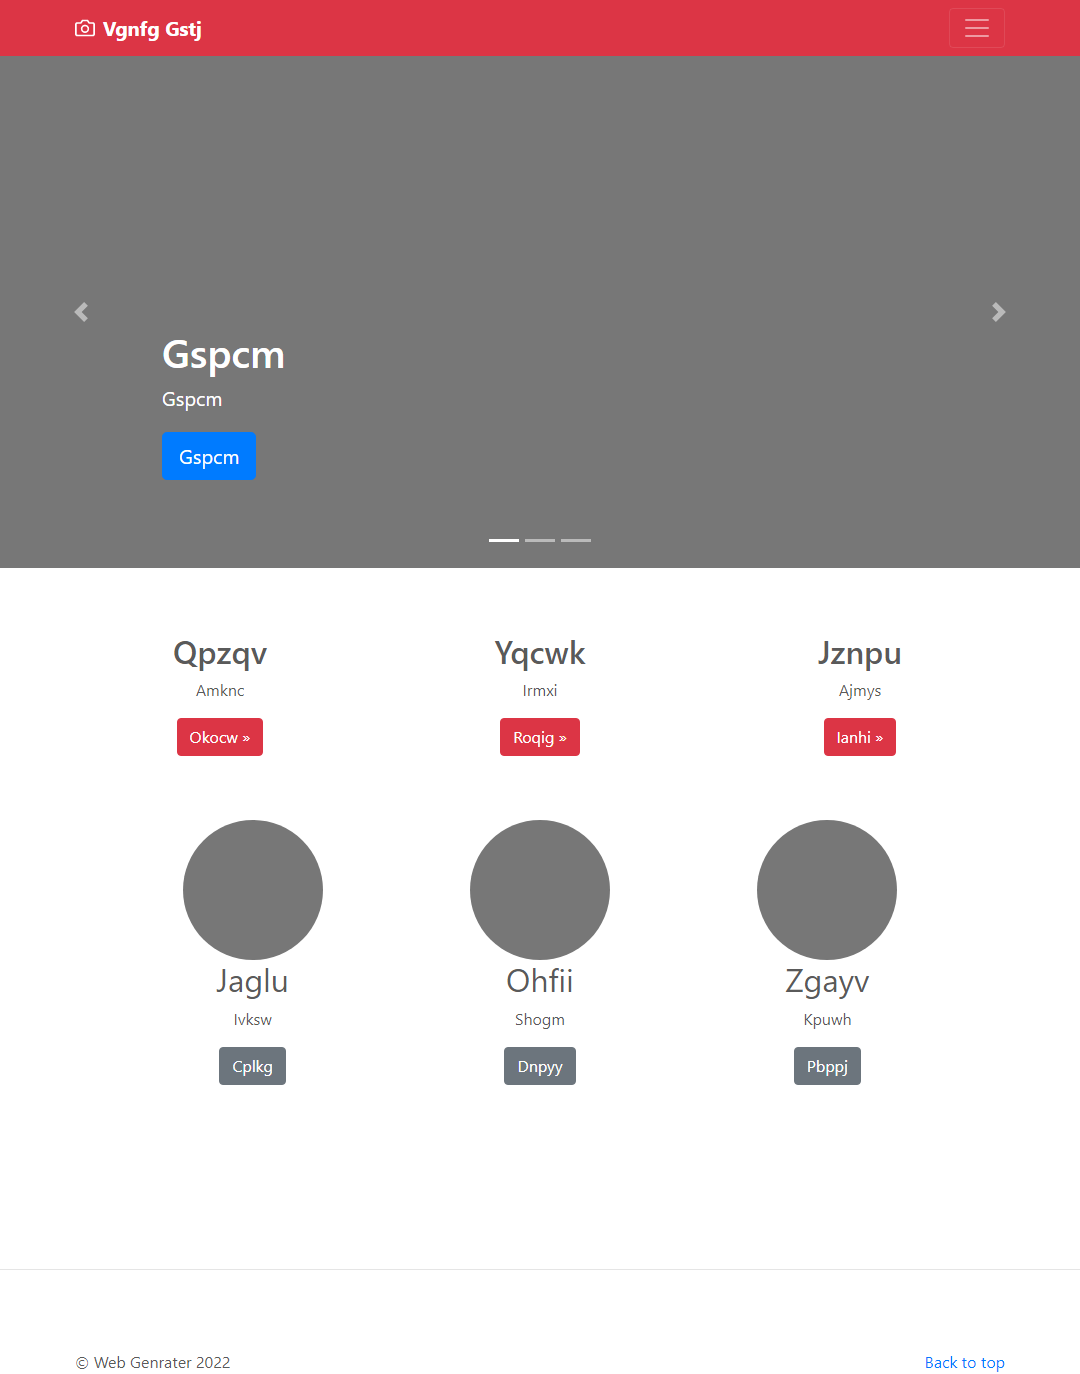 Vgnfg Gstj
Gspcm
Gspcm
Gspcm
Qpzqv
Yqcwk
Jznpu
Amknc
Irmxi
Ajmys
Okocw »
Roqig »
Ianhi »
Jaglu
Ohfii
Zgayv
Ivksw
Shogm
Kpuwh
Cplkg
Dnpyy
Pbppj
© Web Genrater 2022
Back to top